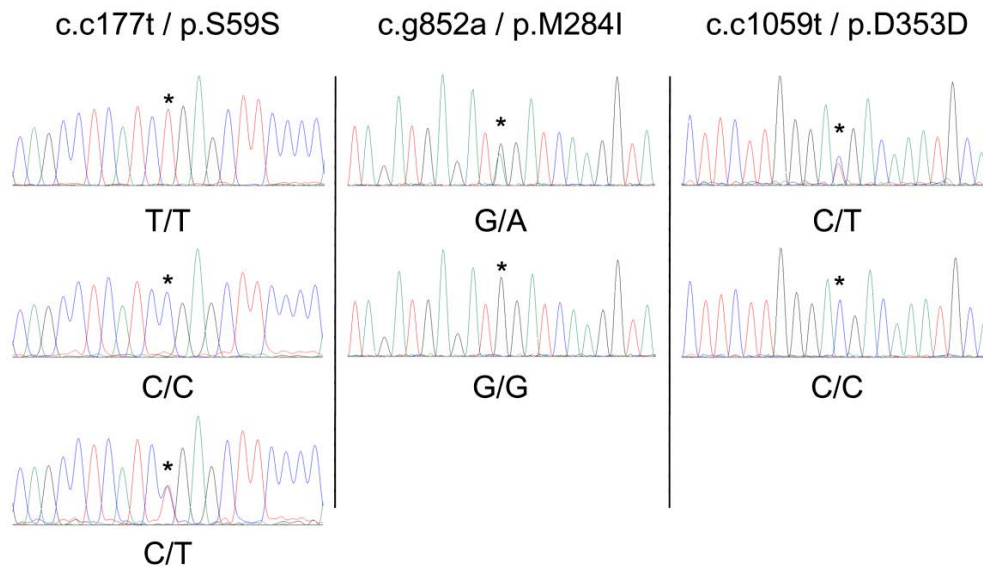 c.c177t / p.S59S
c.g852a / p.M284I
c.c1059t / p.D353D
*
*
*
T/T
G/A
C/T
*
*
*
C/C
G/G
C/C
*
C/T